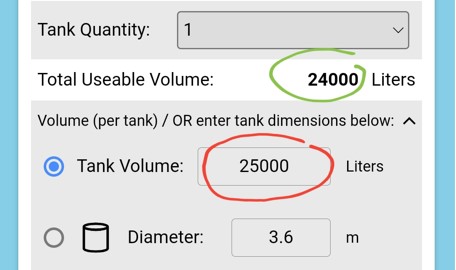 Tank Quantity: 1
Total Useable Volume: 24000 Liters
Volume (per tank) / OR enter tank dimensions below:
Tank Volume: 25000 Liters
Diameter: 3.6 m